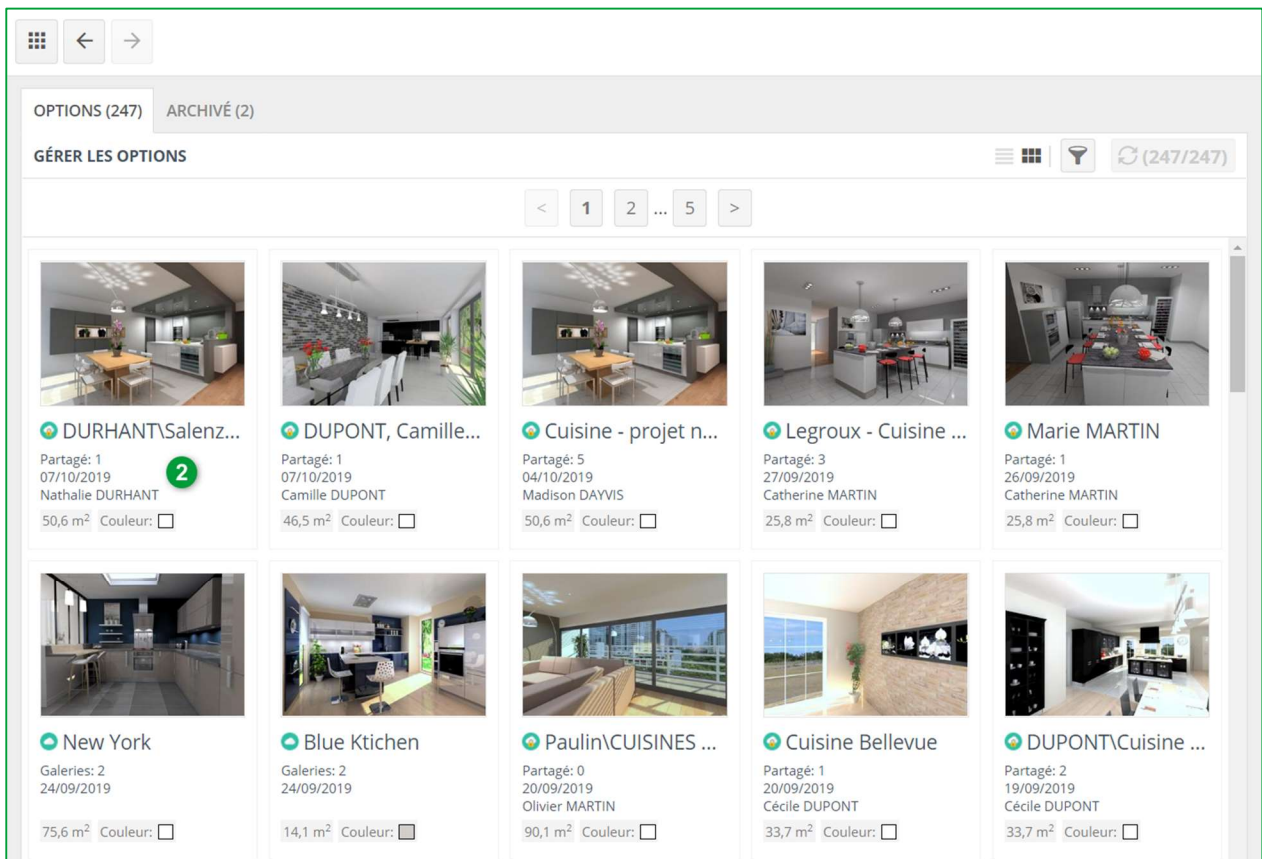 OPTIONS (247) ARCHIVÉ (2)
GÉRER LES OPTIONS (247/247)
< 1 2 ... 5 >
DURHANT\Salenz... DUPONT, Camille... Cuisine - projet n... Legroux - Cuisine ... Marie MARTIN
Partagé: 1 Partagé: 1 Partagé: 5 Partagé: 3 Partagé: 1
07/10/2019 2 07/10/2019 04/10/2019 27/09/2019 26/09/2019
Nathalie DURHANT Camille DUPONT Madison DAYVIS Catherine MARTIN Catherine MARTIN
50,6 m² Couleur: 46,5 m² Couleur: 50,6 m² Couleur: 25,8 m² Couleur: 25,8 m² Couleur:
New York Blue Ktichen Paulin\CUISINES ... Cuisine Bellevue DUPONT\Cuisine ...
Galeries: 2 Galeries: 2 Partagé: 0 Partagé: 1 Partagé: 2
24/09/2019 24/09/2019 20/09/2019 20/09/2019 19/09/2019
Olivier MARTIN Cécile DUPONT Cécile DUPONT
75,6 m² Couleur: 14,1 m² Couleur: 90,1 m² Couleur: 33,7 m² Couleur: 33,7 m² Couleur: